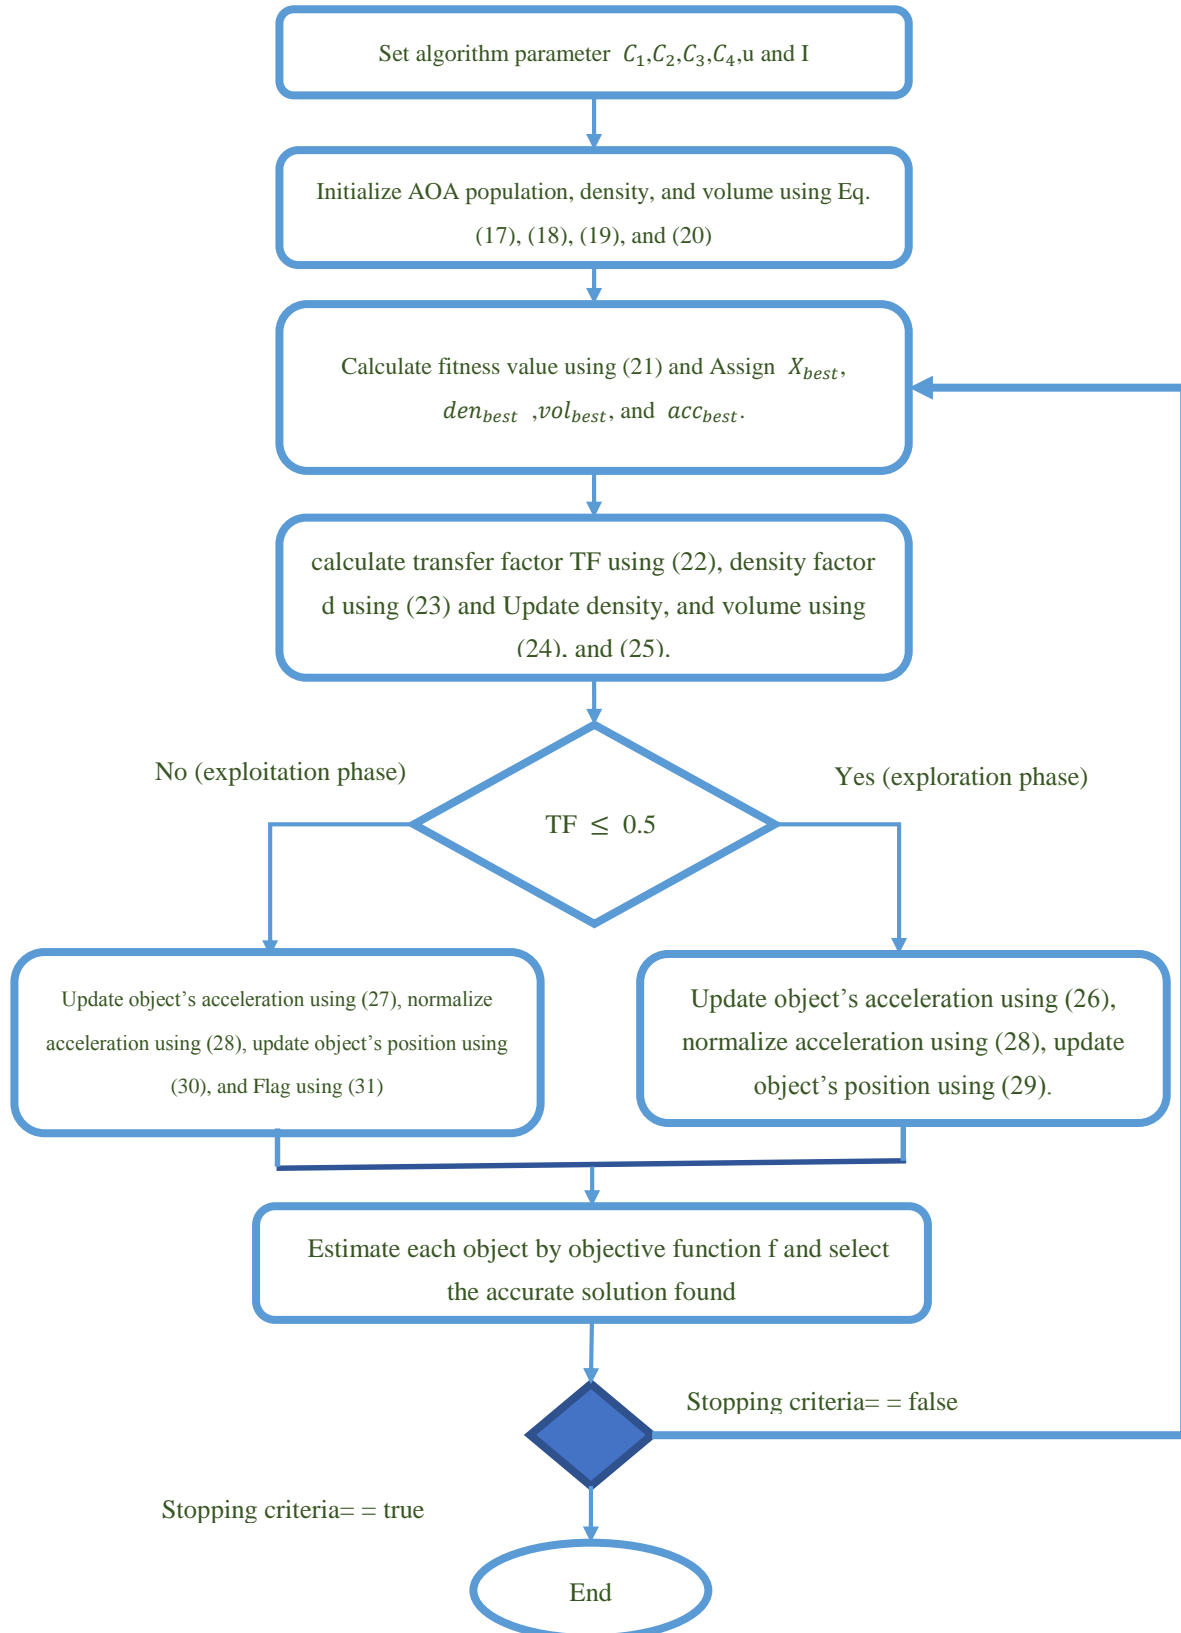 Set algorithm parameter C₁,C₂,C₃,C₄,u and I
Initialize AOA population, density, and volume using Eq.
(17), (18), (19), and (20)
Calculate fitness value using (21) and Assign X_best,
den_best ,vol_best, and acc_best.
calculate transfer factor TF using (22), density factor
d using (23) and Update density, and volume using
(24), and (25).
No (exploitation phase)
Yes (exploration phase)
TF ≤ 0.5
Update object’s acceleration using (27), normalize
acceleration using (28), update object’s position using
(30), and Flag using (31)
Update object’s acceleration using (26),
normalize acceleration using (28), update
object’s position using (29).
Estimate each object by objective function f and select
the accurate solution found
Stopping criteria= = false
Stopping criteria= = true
End